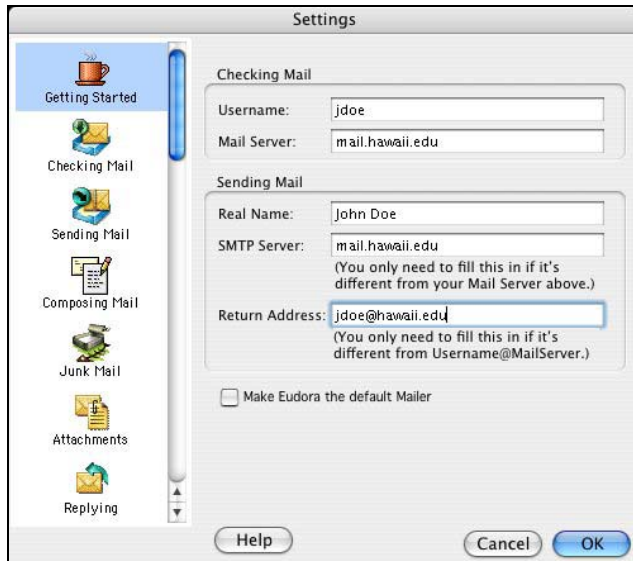 Settings
Getting Started
Checking Mail
Sending Mail
Composing Mail
Junk Mail
Attachments
Replying
Checking Mail
Username: jdoe
Mail Server: mail.hawaii.edu
Sending Mail
Real Name: John Doe
SMTP Server: mail.hawaii.edu
(You only need to fill this in if it's
different from your Mail Server above.)
Return Address: jdoe@hawaii.edu
(You only need to fill this in if it's
different from Username@MailServer.)
Make Eudora the default Mailer
Help
Cancel
OK